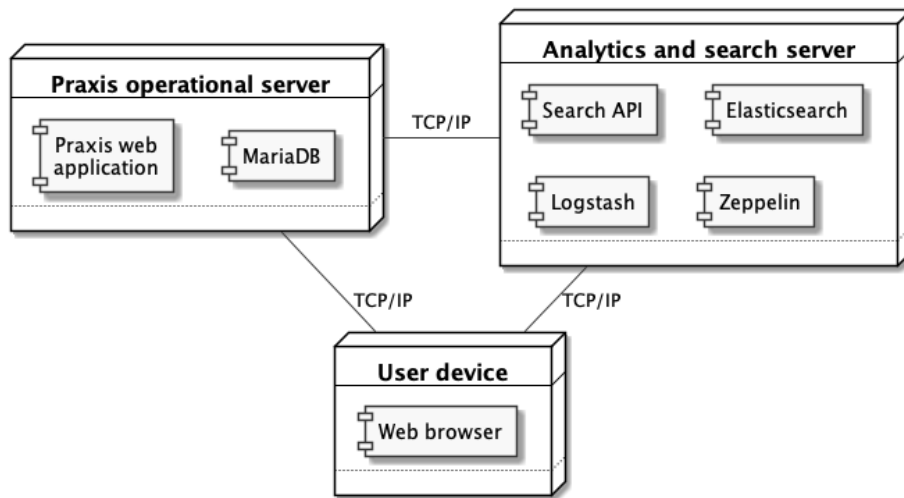 Praxis operational server
Praxis web
application
MariaDB
TCP/IP
Analytics and search server
Search API
Elasticsearch
Logstash
Zeppelin
TCP/IP
TCP/IP
User device
Web browser